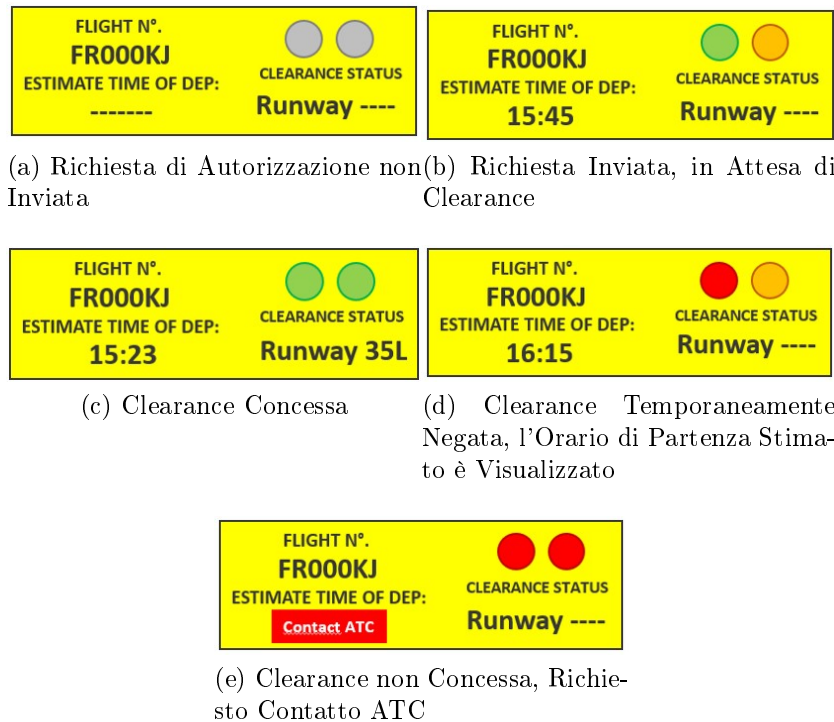 FLIGHT N°.
FR000KJ
ESTIMATE TIME OF DEP:
-------
CLEARANCE STATUS
Runway ----
(a) Richiesta di Autorizzazione non
Inviata
FLIGHT N°.
FR000KJ
ESTIMATE TIME OF DEP:
15:45
CLEARANCE STATUS
Runway ----
(b) Richiesta Inviata, in Attesa di
Clearance
FLIGHT N°.
FR000KJ
ESTIMATE TIME OF DEP:
15:23
CLEARANCE STATUS
Runway 35L
(c) Clearance Concessa
FLIGHT N°.
FR000KJ
ESTIMATE TIME OF DEP:
16:15
CLEARANCE STATUS
Runway ----
(d) Clearance Temporaneamente
Negata, l'Orario di Partenza Stima-
to è Visualizzato
FLIGHT N°.
FR000KJ
ESTIMATE TIME OF DEP:
Contact ATC
CLEARANCE STATUS
Runway ----
(e) Clearance non Concessa, Richie-
sto Contatto ATC